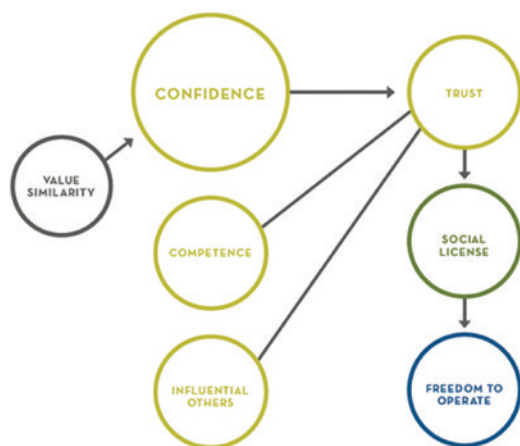 CONFIDENCE
TRUST
VALUE
SIMILARITY
COMPETENCE
SOCIAL
LICENSE
INFLUENTIAL
OTHERS
FREEDOM TO
OPERATE